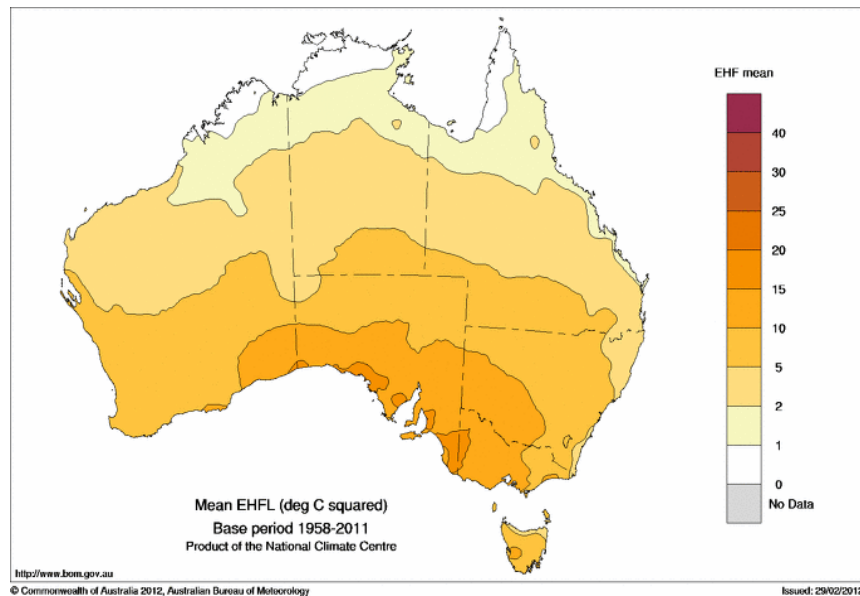 EHF mean
40
30
25
20
15
10
5
2
1
0
No Data
Mean EHFL (deg C squared)
Base period 1958-2011
Product of the National Climate Centre
http://www.bom.gov.au
© Commonwealth of Australia 2012, Australian Bureau of Meteorology
Issued: 29/02/2012